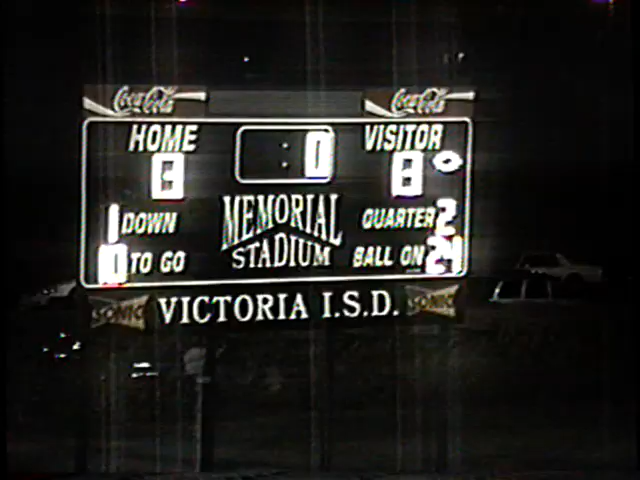 Coca-Cola Coca-Cola
HOME VISITOR
DOWN QUARTER 2
TO GO BALL ON 24
MEMORIAL
STADIUM
SONIC VICTORIA I.S.D. SONIC